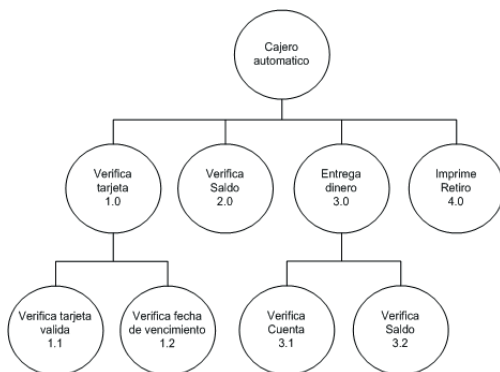 Cajero
automatico
Verifica
tarjeta
1.0
Verifica
Saldo
2.0
Entrega
dinero
3.0
Imprime
Retiro
4.0
Verifica tarjeta
valida
1.1
Verifica fecha
de vencimiento
1.2
Verifica
Cuenta
3.1
Verifica
Saldo
3.2